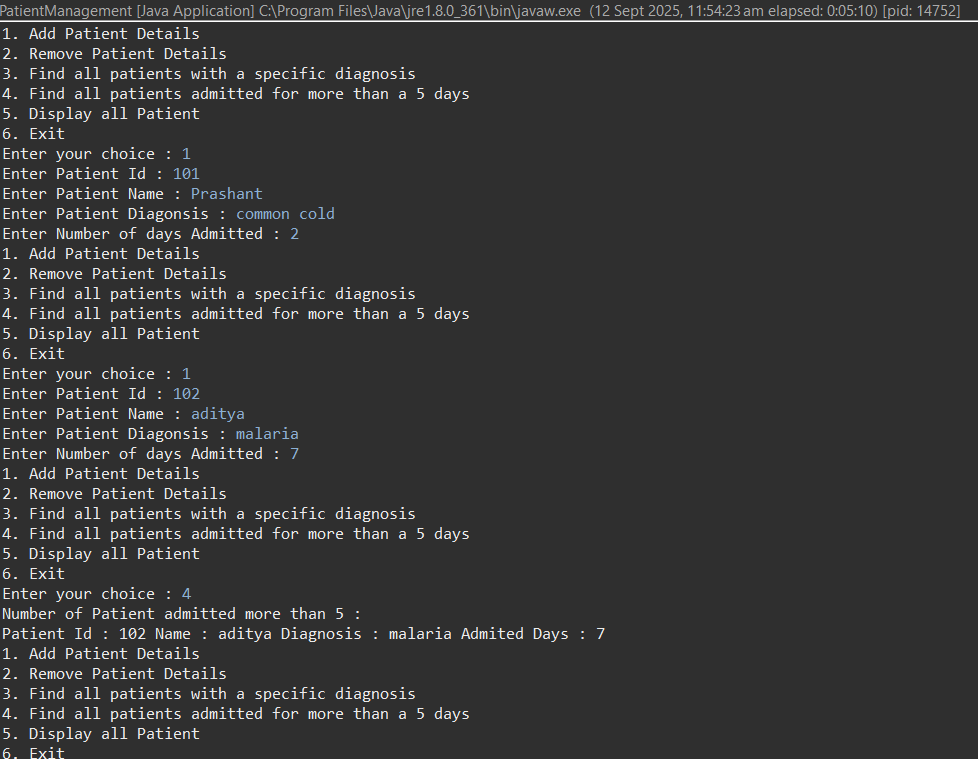 PatientManagement [Java Application] C:\Program Files\Java\jre1.8.0_361\bin\javaw.exe (12 Sept 2025, 11:54:23 am elapsed: 0:05:10) [pid: 14752]
1. Add Patient Details
2. Remove Patient Details
3. Find all patients with a specific diagnosis
4. Find all patients admitted for more than a 5 days
5. Display all Patient
6. Exit
Enter your choice : 1
Enter Patient Id : 101
Enter Patient Name : Prashant
Enter Patient Diagonsis : common cold
Enter Number of days Admitted : 2
1. Add Patient Details
2. Remove Patient Details
3. Find all patients with a specific diagnosis
4. Find all patients admitted for more than a 5 days
5. Display all Patient
6. Exit
Enter your choice : 1
Enter Patient Id : 102
Enter Patient Name : aditya
Enter Patient Diagonsis : malaria
Enter Number of days Admitted : 7
1. Add Patient Details
2. Remove Patient Details
3. Find all patients with a specific diagnosis
4. Find all patients admitted for more than a 5 days
5. Display all Patient
6. Exit
Enter your choice : 4
Number of Patient admitted more than 5 :
Patient Id : 102 Name : aditya Diagnosis : malaria Admited Days : 7
1. Add Patient Details
2. Remove Patient Details
3. Find all patients with a specific diagnosis
4. Find all patients admitted for more than a 5 days
5. Display all Patient
6. Exit